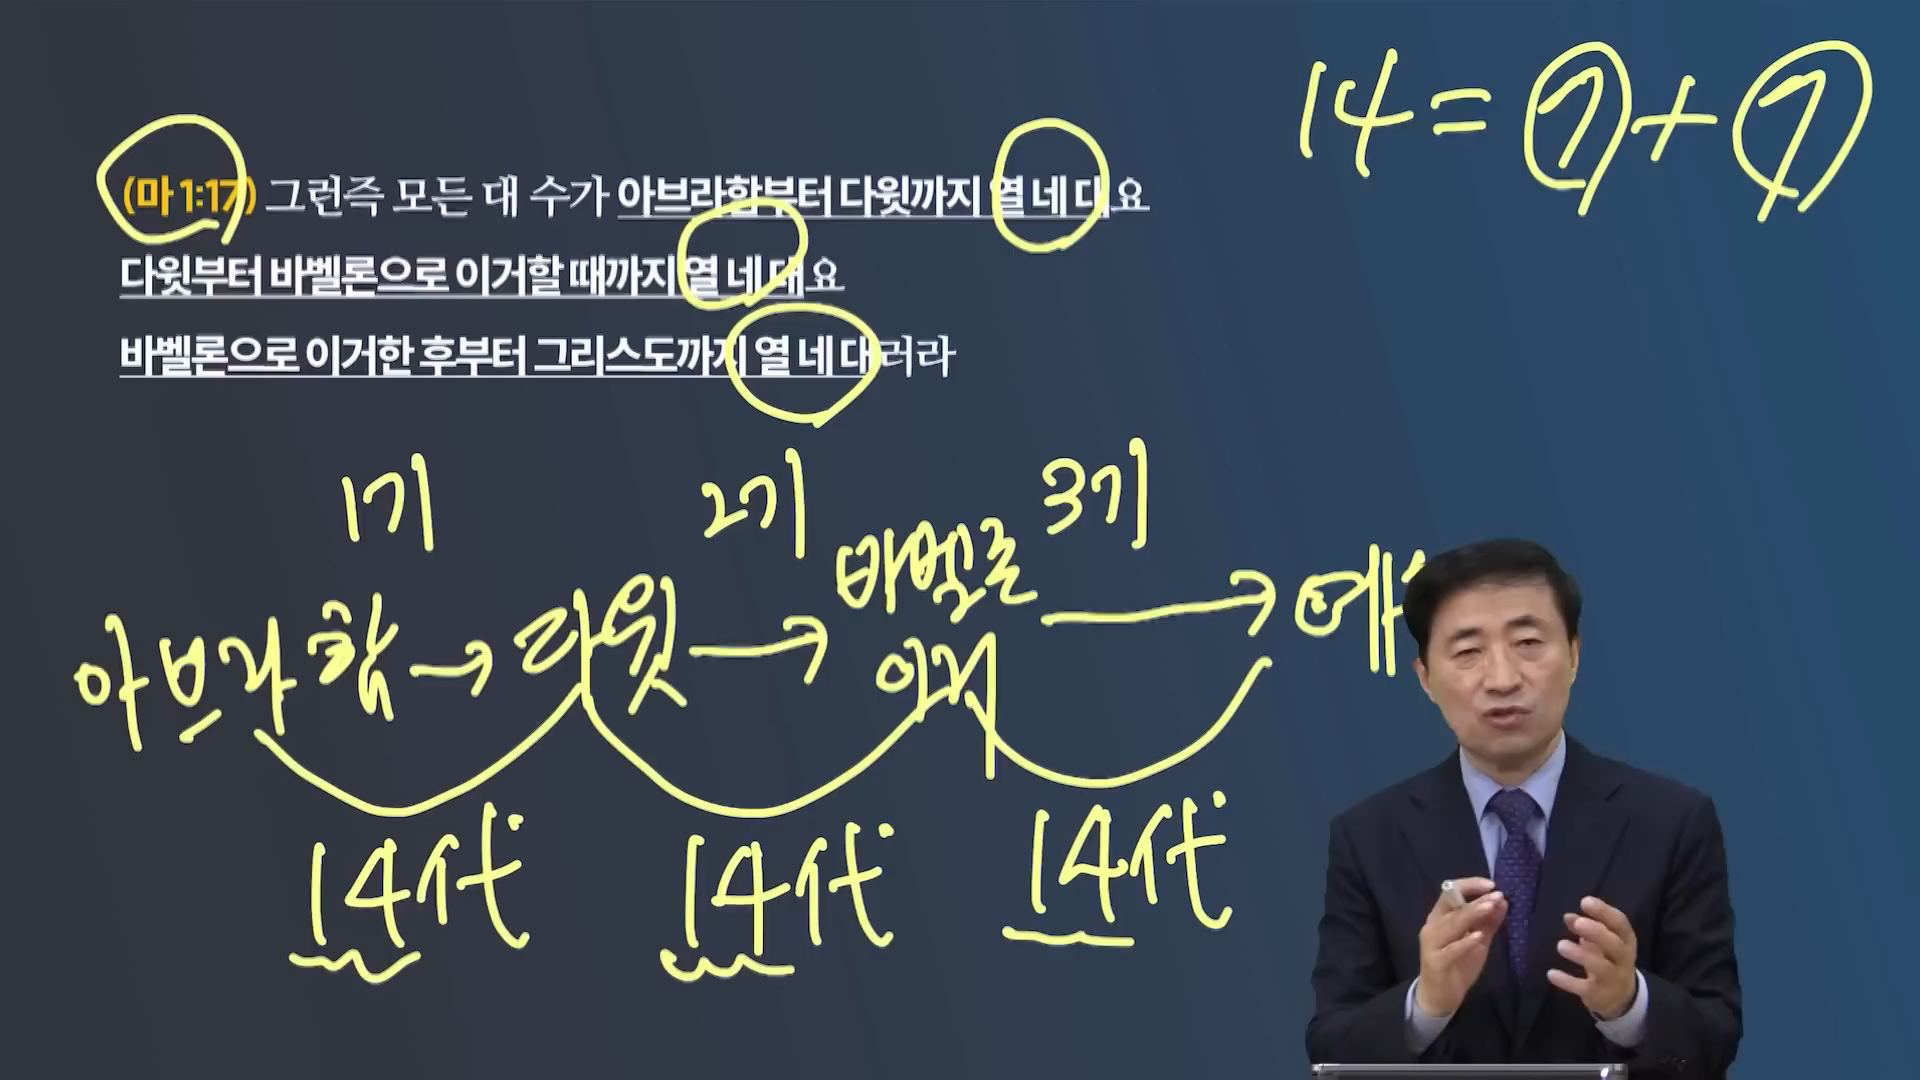 14=7+7
(마 1:17) 그런즉 모든 대 수가 아브라함부터 다윗까지 열 네 대요
다윗부터 바벨론으로 이거할 때까지 열 네 대요
바벨론으로 이거한 후부터 그리스도까지 열 네 대러라
1기 2기 3기
아브라함→다윗→바벨론
이거→예
14代 14代 14代